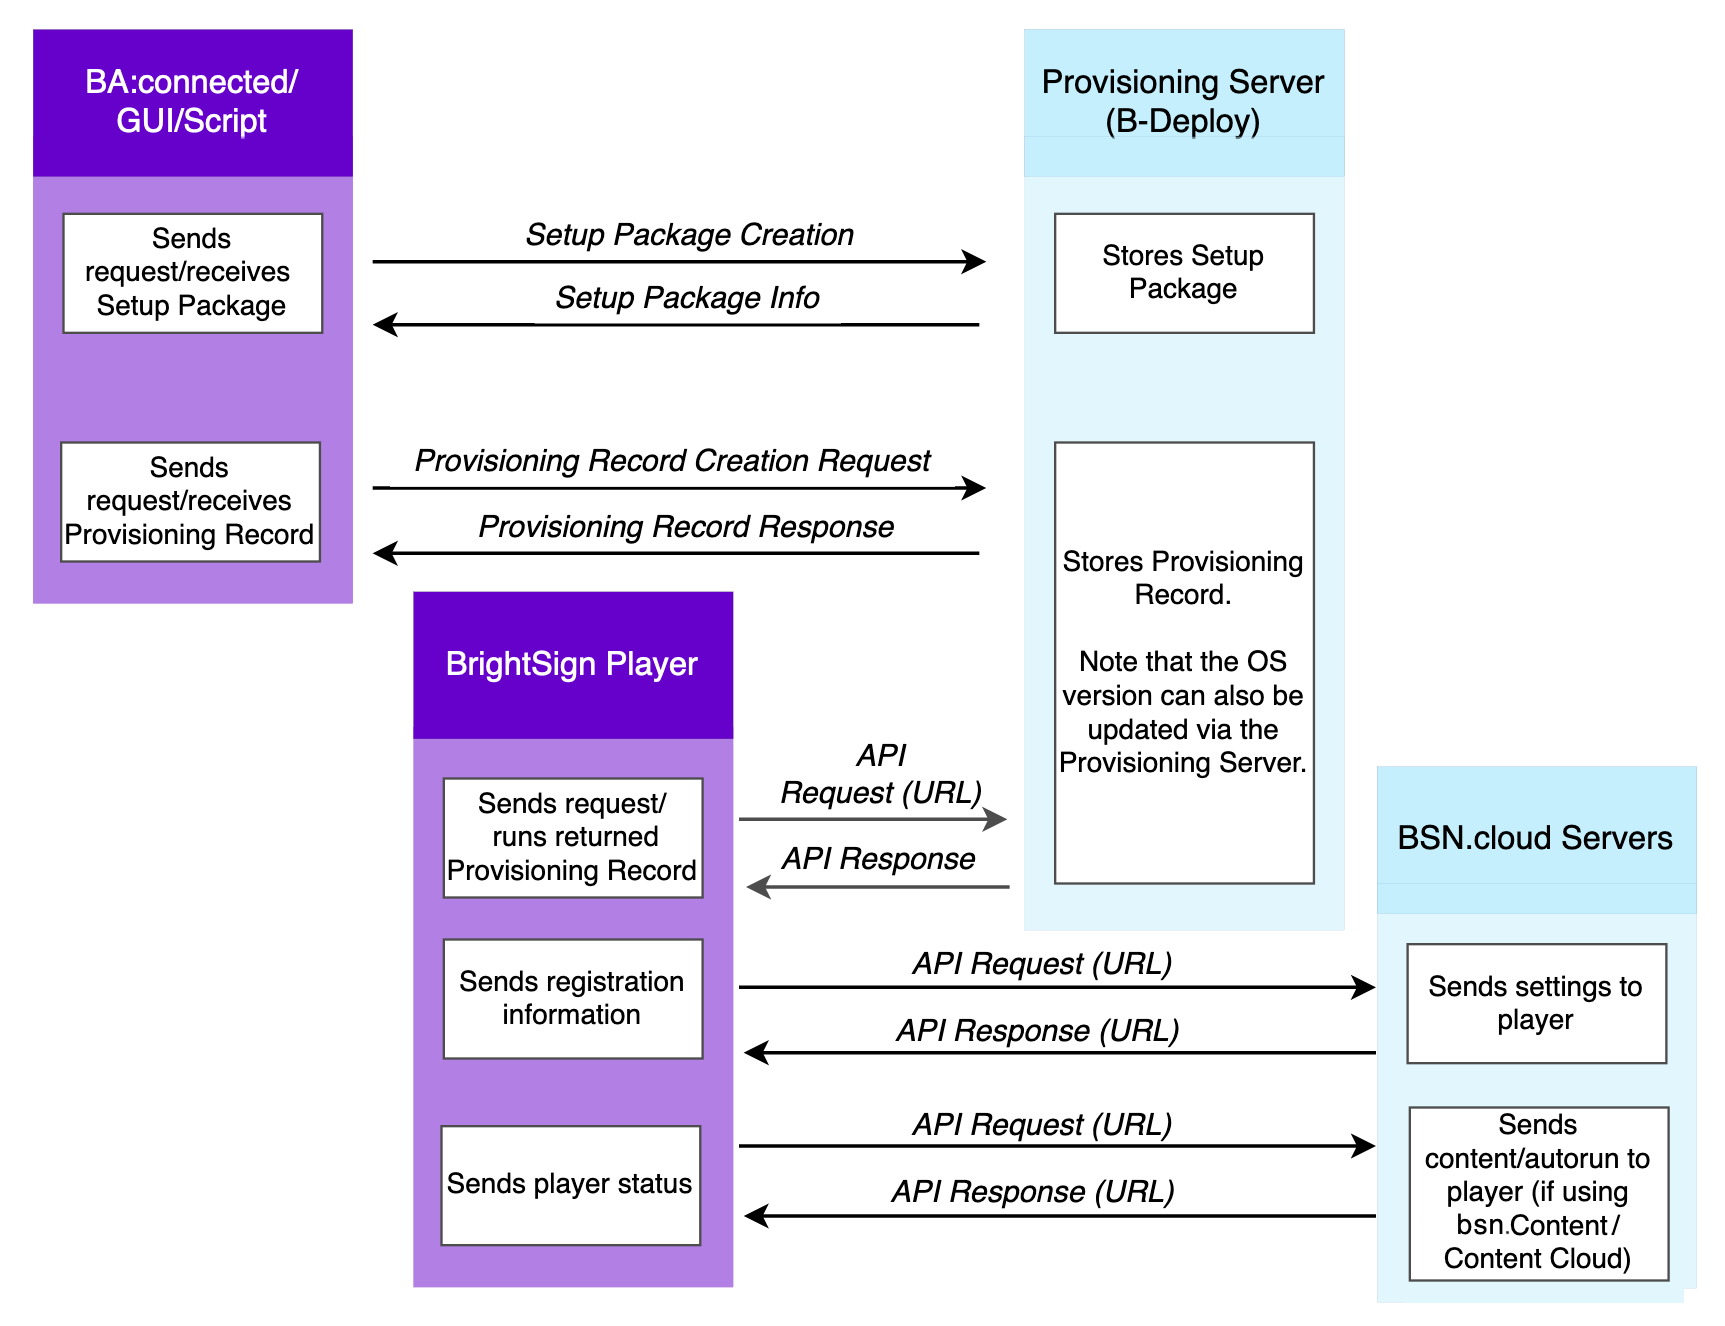 BA:connected/
GUI/Script
Provisioning Server
(B-Deploy)
Sends
request/receives
Setup Package
Setup Package Creation
Setup Package Info
Stores Setup
Package
Sends
request/receives
Provisioning Record
Provisioning Record Creation Request
Provisioning Record Response
Stores Provisioning
Record.
Note that the OS
version can also be
updated via the
Provisioning Server.
BrightSign Player
Sends request/
runs returned
Provisioning Record
API
Request (URL)
API Response
BSN.cloud Servers
Sends registration
information
API Request (URL)
API Response (URL)
Sends settings to
player
Sends player status
API Request (URL)
API Response (URL)
Sends
content/autorun to
player (if using
bsn.Content/
Content Cloud)